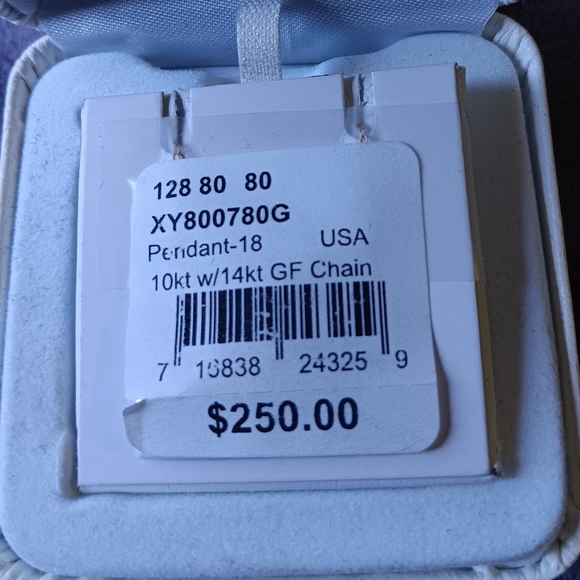 128 80 80
XY800780G
Pendant-18 USA
10kt w/14kt GF Chain
7 16838 24325 9
$250.00